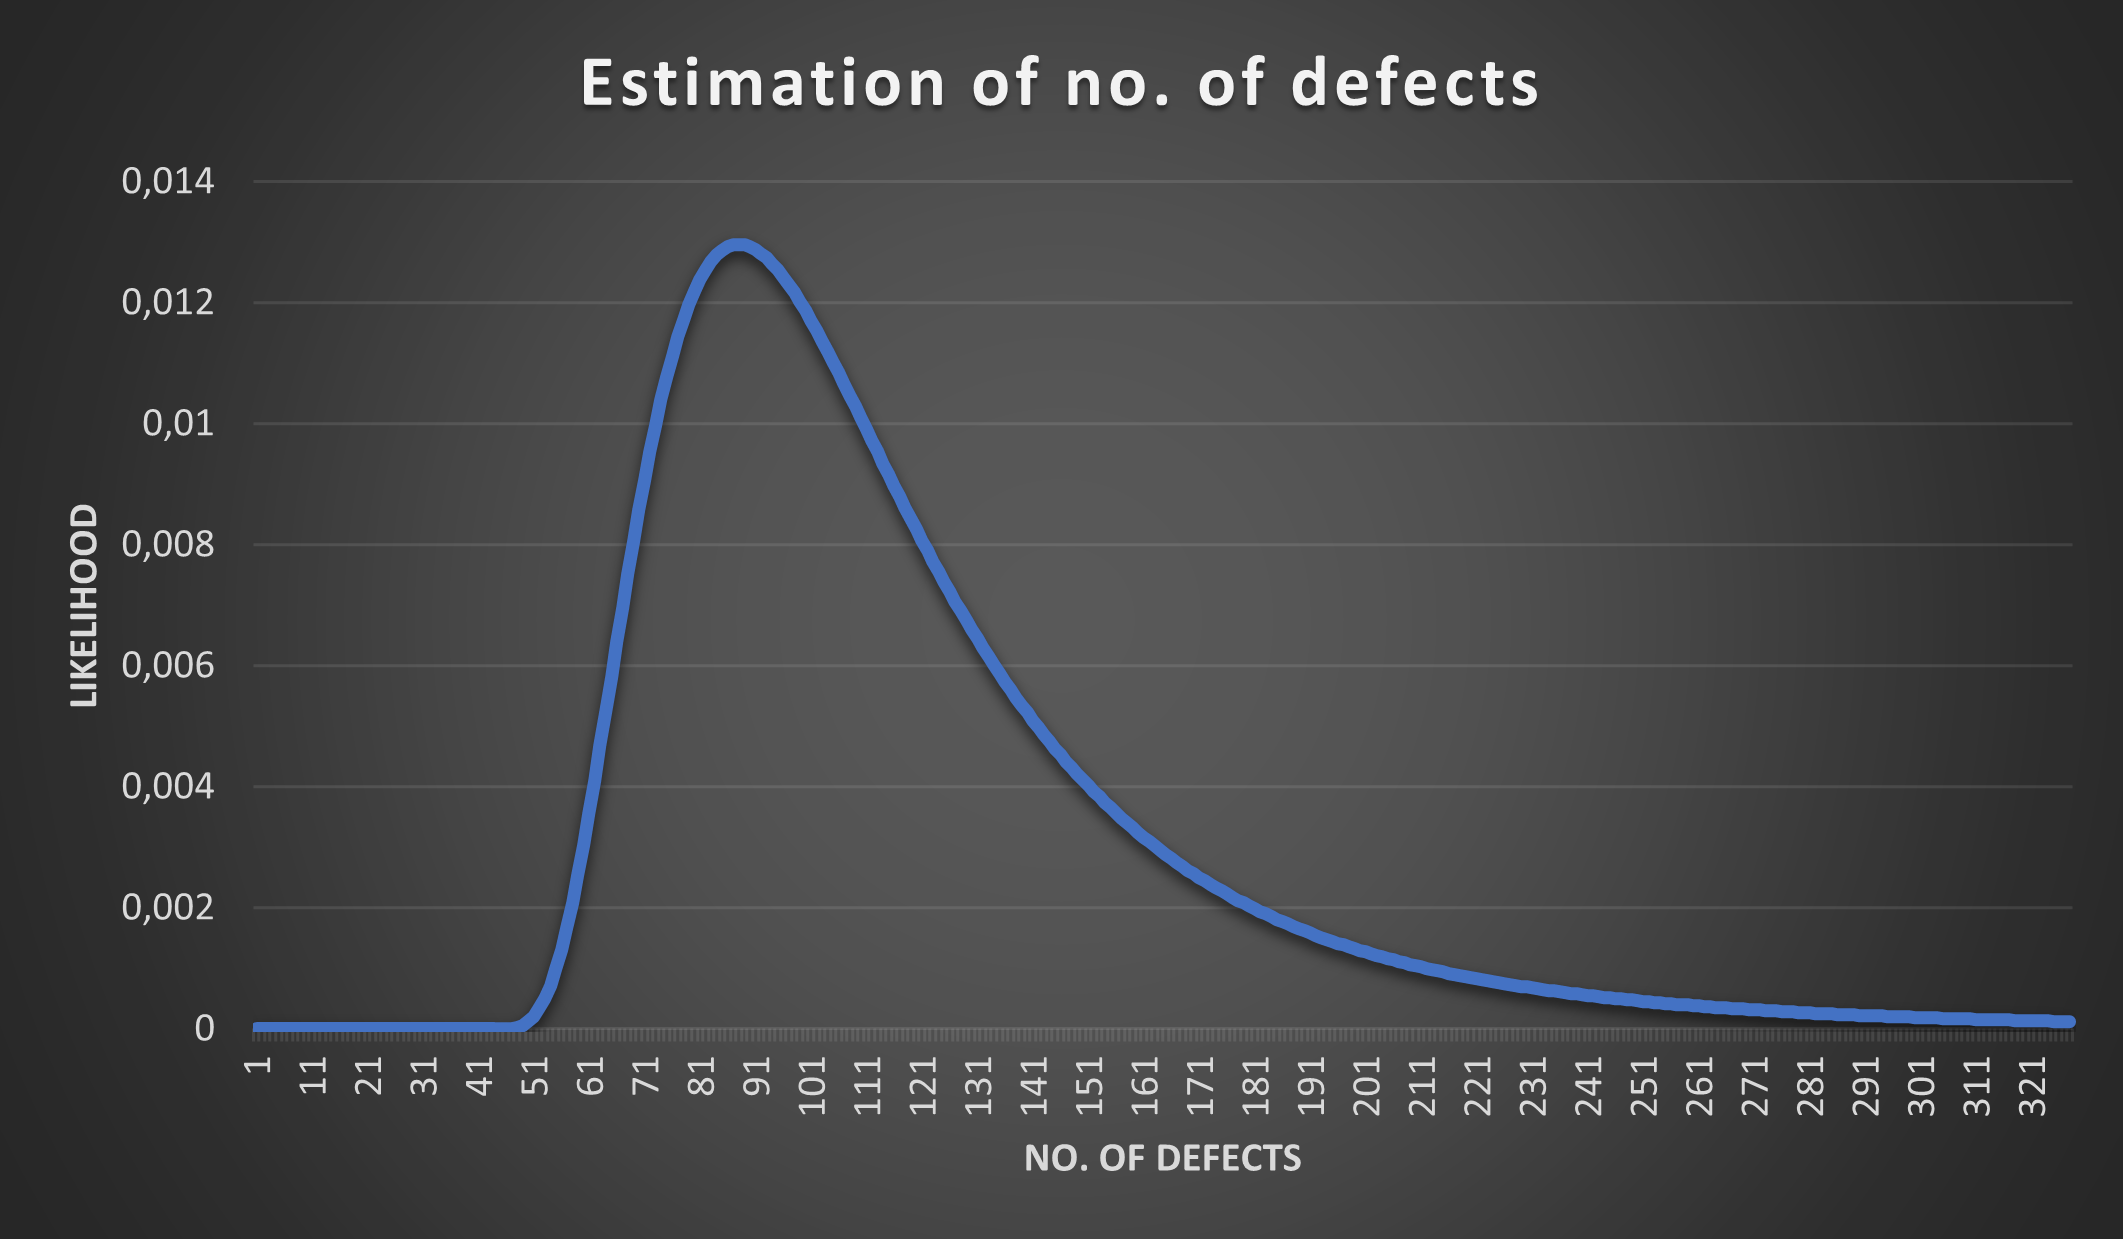 Estimation of no. of defects
0,014
0,012
0,01
0,008
0,006
0,004
0,002
0
LIKELIHOOD
1 11 21 31 41 51 61 71 81 91 101 111 121 131 141 151 161 171 181 191 201 211 221 231 241 251 261 271 281 291 301 311 321
NO. OF DEFECTS